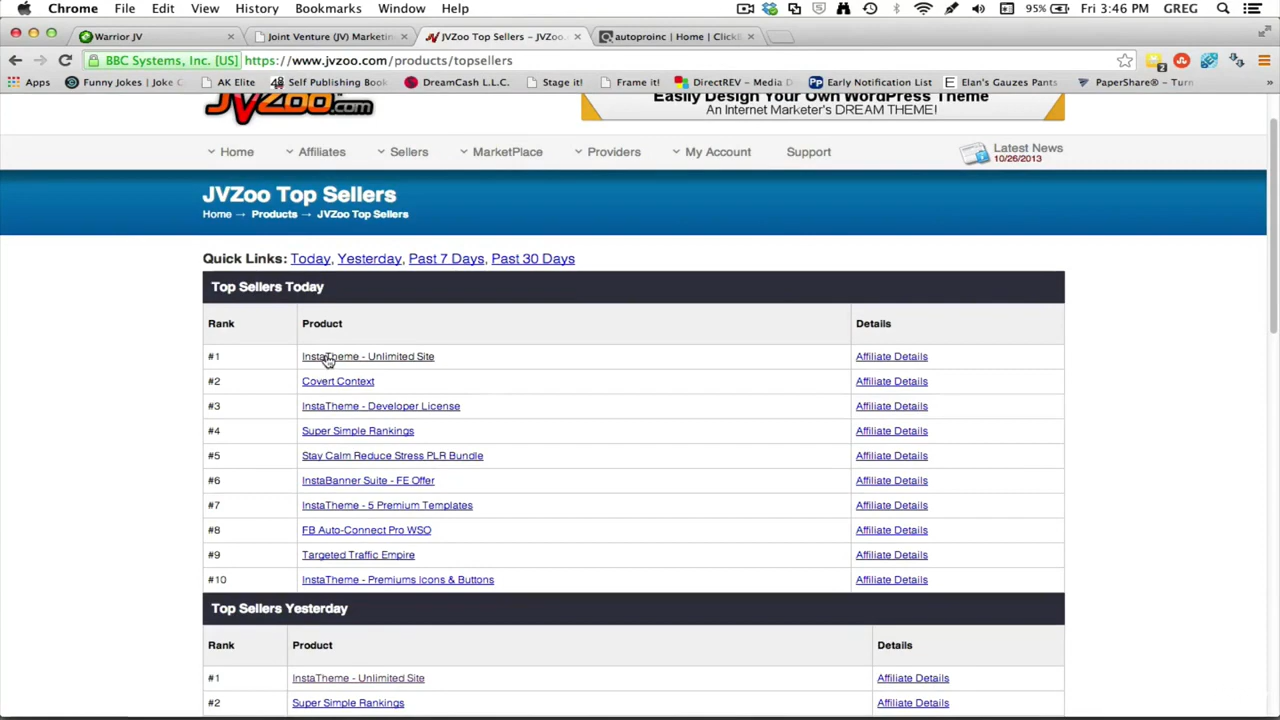 Chrome File Edit View History Bookmarks Window Help 95% Fri 3:46 PM GREG
Warrior JV Joint Venture (JV) Marketin JVZoo Top Sellers – JVZoo. autoproinc | Home | ClickB
BBC Systems, Inc. [US] https://www.jvzoo.com/products/topsellers
Apps Funny Jokes | Joke C AK Elite Self Publishing Book DreamCash L.L.C. Stage it! Frame it! DirectREV - Media D Early Notification List Elan's Gauzes Pants PaperShare® - Turn »
JVZoo.com
Easily Design Your Own WordPress Theme
An Internet Marketer's DREAM THEME!
Home Affiliates Sellers MarketPlace Providers My Account Support
Latest News
10/26/2013
JVZoo Top Sellers
Home → Products → JVZoo Top Sellers
Quick Links: Today, Yesterday, Past 7 Days, Past 30 Days
Top Sellers Today
Rank Product Details
#1 InstaTheme - Unlimited Site Affiliate Details
#2 Covert Context Affiliate Details
#3 InstaTheme - Developer License Affiliate Details
#4 Super Simple Rankings Affiliate Details
#5 Stay Calm Reduce Stress PLR Bundle Affiliate Details
#6 InstaBanner Suite - FE Offer Affiliate Details
#7 InstaTheme - 5 Premium Templates Affiliate Details
#8 FB Auto-Connect Pro WSO Affiliate Details
#9 Targeted Traffic Empire Affiliate Details
#10 InstaTheme - Premiums Icons & Buttons Affiliate Details
Top Sellers Yesterday
Rank Product Details
#1 InstaTheme - Unlimited Site Affiliate Details
#2 Super Simple Rankings Affiliate Details